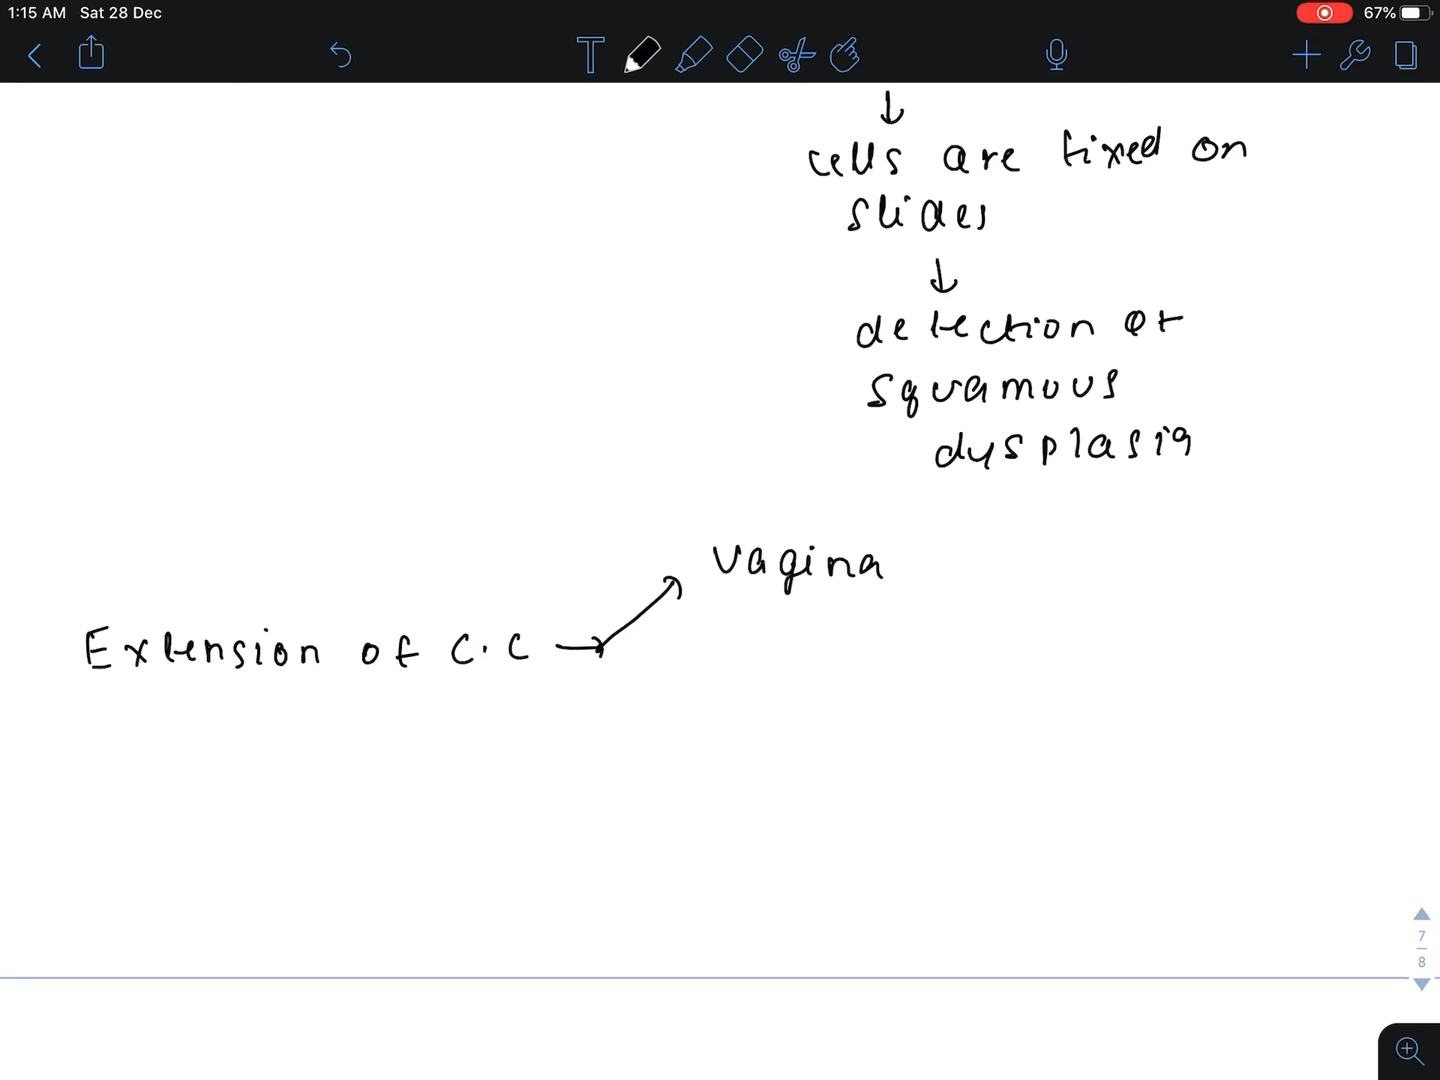 1:15 AM Sat 28 Dec
67%
T
cells are fixed on
slides
detection of
squamous
dysplasia
vagina
Extension of C.C
7
8